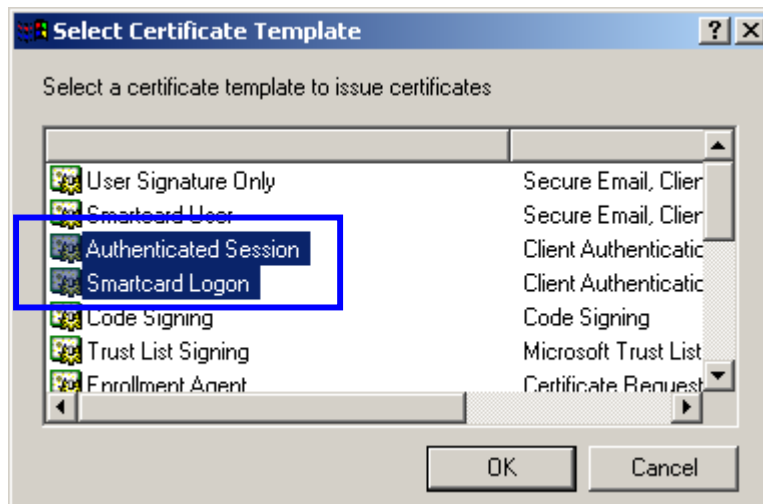 Select Certificate Template
Select a certificate template to issue certificates
User Signature Only Secure Email, Clier
Smartcard User Secure Email, Clier
Authenticated Session Client Authenticatic
Smartcard Logon Client Authenticatic
Code Signing Code Signing
Trust List Signing Microsoft Trust List
Enrollment Agent Certificate Request
OK Cancel